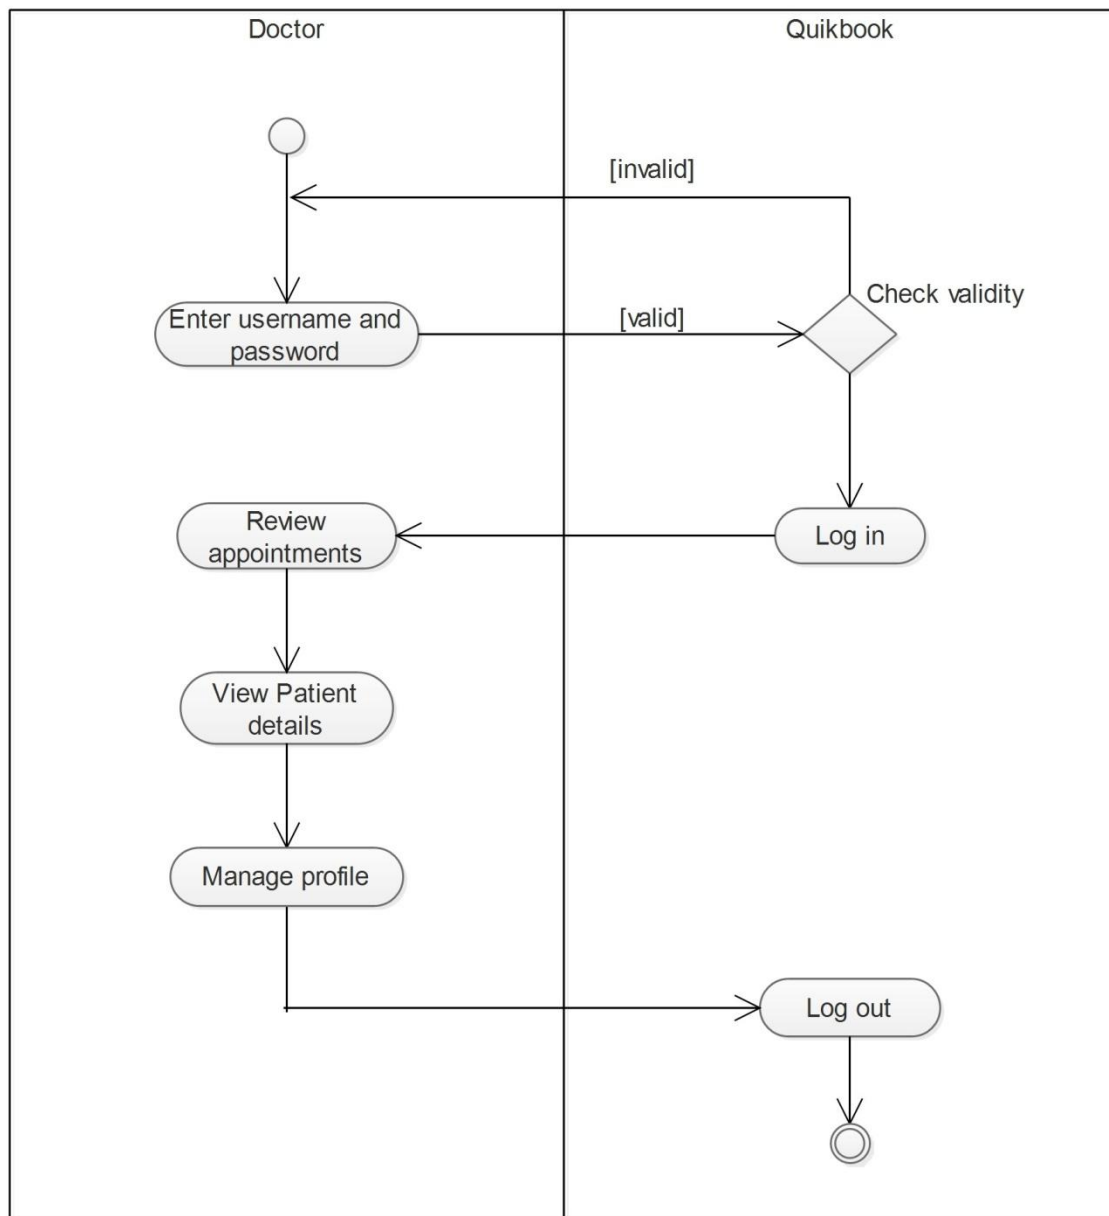 Doctor
Quikbook
[invalid]
Check validity
Enter username and
password
[valid]
Review
appointments
Log in
View Patient
details
Manage profile
Log out